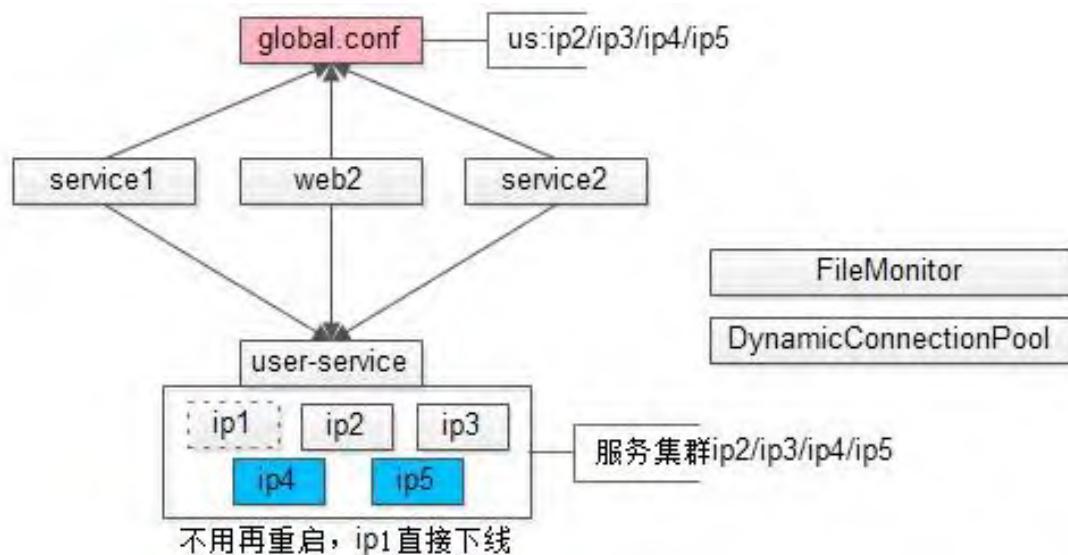 global.conf
us:ip2/ip3/ip4/ip5
service1
web2
service2
FileMonitor
DynamicConnectionPool
user-service
ip1
ip2
ip3
ip4
ip5
服务集群ip2/ip3/ip4/ip5
不用再重启，ip1直接下线